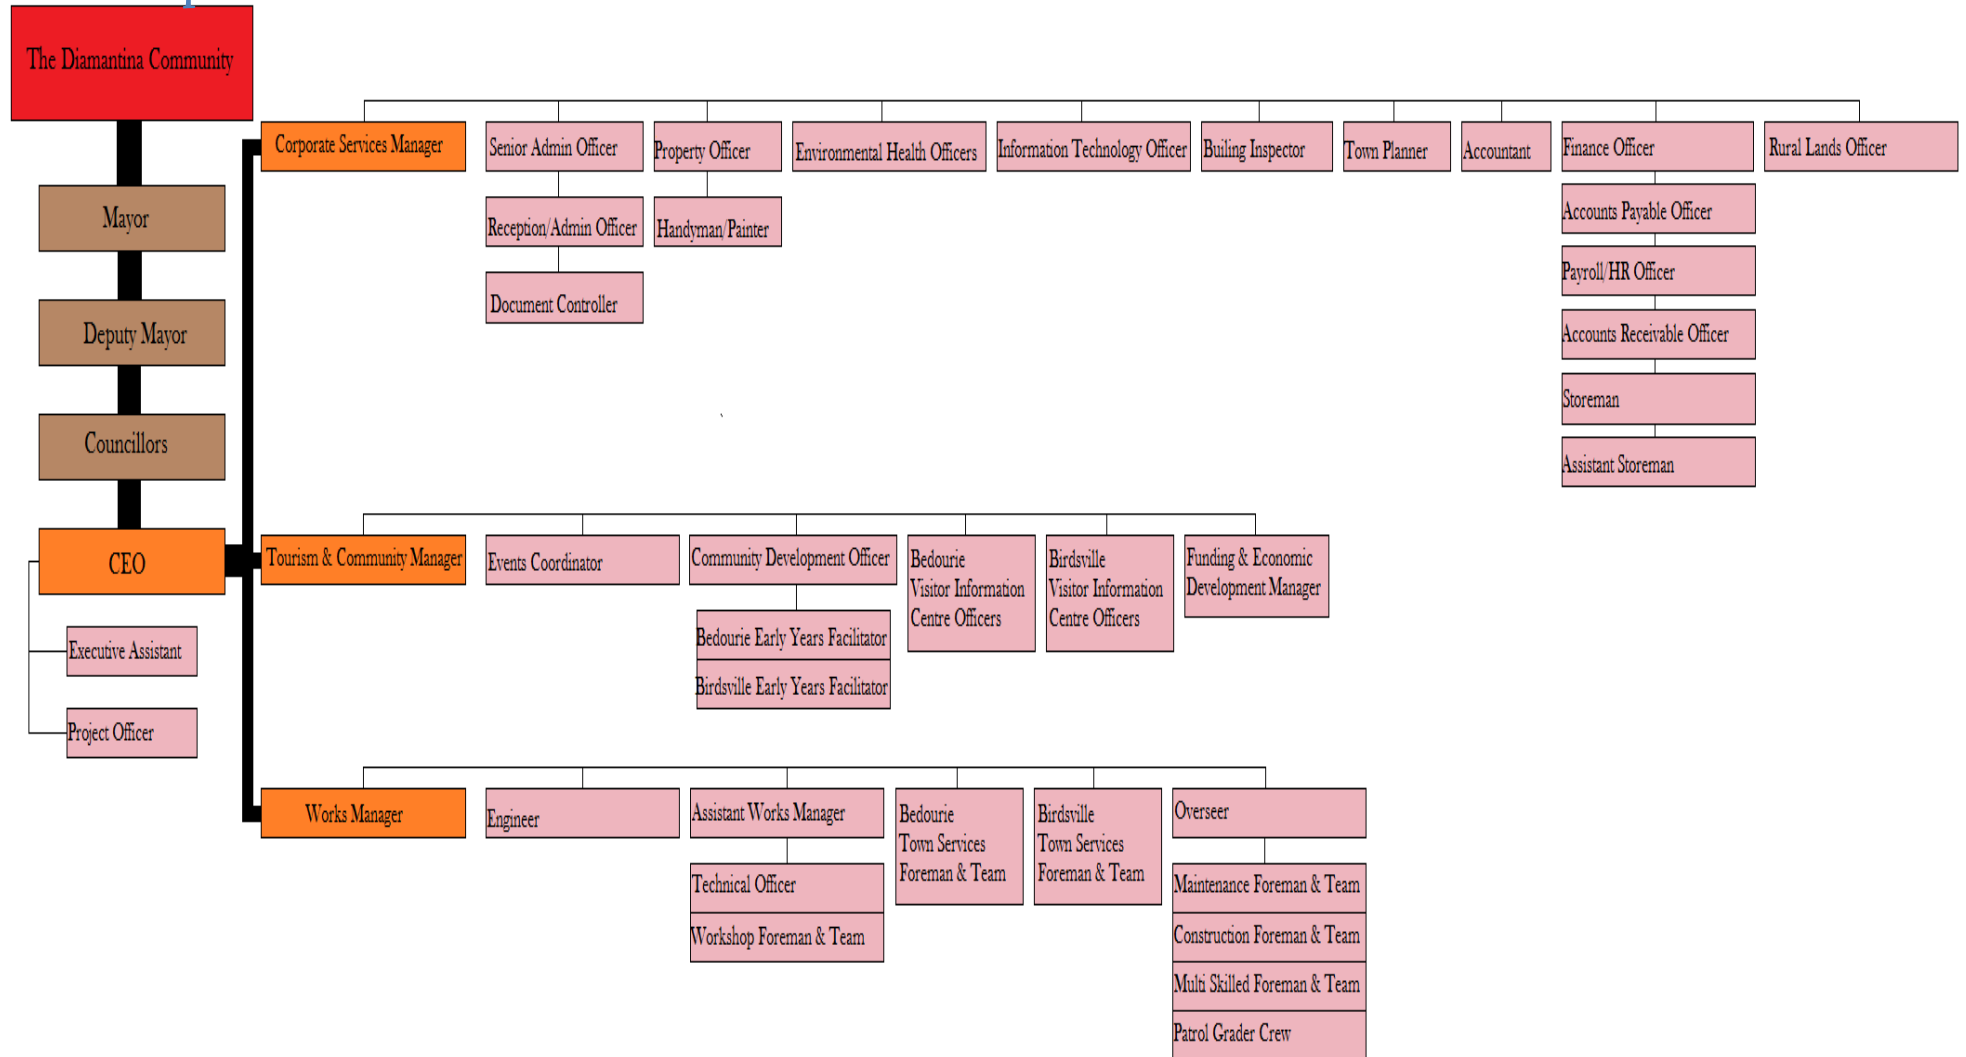 The Diamantina Community
Mayor
Deputy Mayor
Councillors
CEO
Executive Assistant
Project Officer
Corporate Services Manager
Senior Admin Officer
Reception/Admin Officer
Document Controller
Property Officer
Handyman/Painter
Environmental Health Officers
Information Technology Officer
Builing Inspector
Town Planner
Accountant
Finance Officer
Accounts Payable Officer
Payroll/HR Officer
Accounts Receivable Officer
Storeman
Assistant Storeman
Rural Lands Officer
Tourism & Community Manager
Events Coordinator
Community Development Officer
Bedourie Early Years Facilitator
Birdsville Early Years Facilitator
Bedourie
Visitor Information
Centre Officers
Birdsville
Visitor Information
Centre Officers
Funding & Economic
Development Manager
Works Manager
Engineer
Assistant Works Manager
Technical Officer
Workshop Foreman & Team
Bedourie
Town Services
Foreman & Team
Birdsville
Town Services
Foreman & Team
Overseer
Maintenance Foreman & Team
Construction Foreman & Team
Multi Skilled Foreman & Team
Patrol Grader Crew